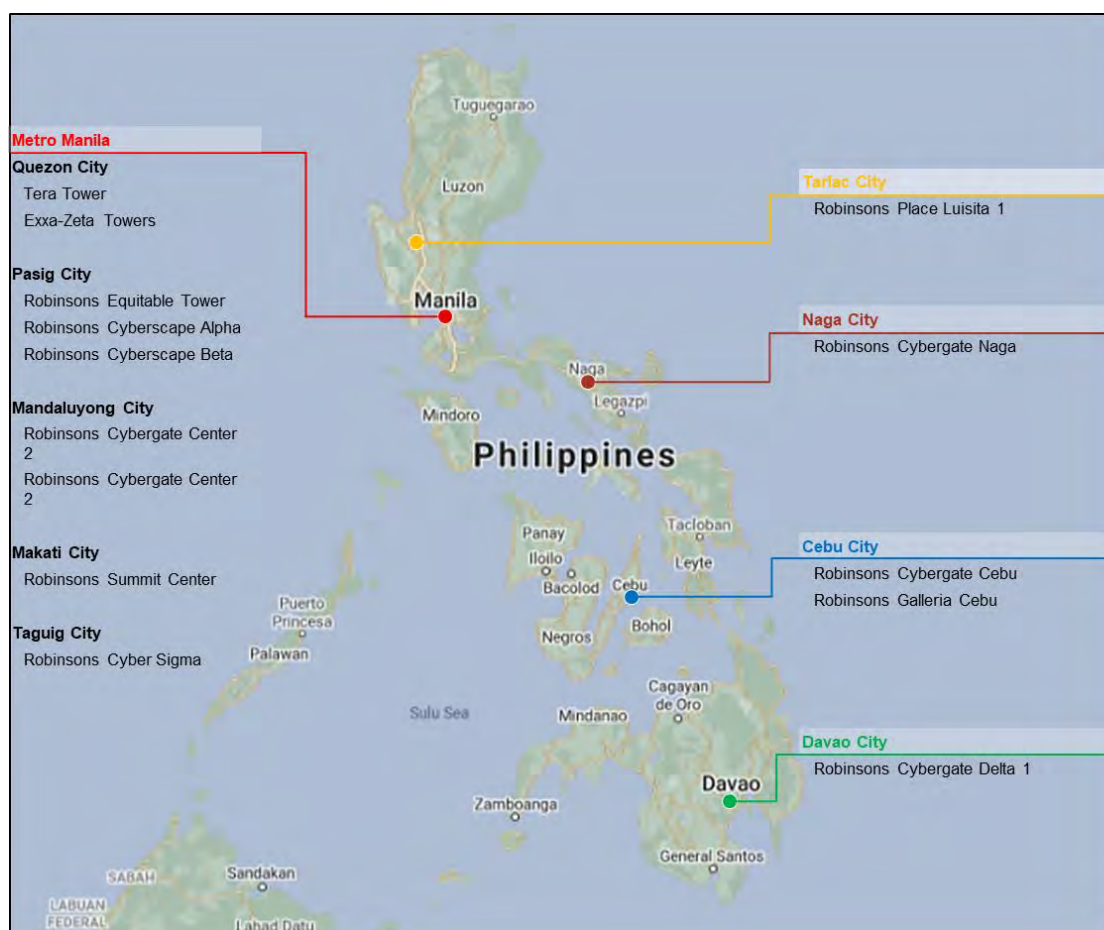 Metro Manila
Quezon City
Tera Tower
Exxa-Zeta Towers
Pasig City
Robinsons Equitable Tower
Robinsons Cyberscape Alpha
Robinsons Cyberscape Beta
Mandaluyong City
Robinsons Cybergate Center
2
Robinsons Cybergate Center
2
Makati City
Robinsons Summit Center
Taguig City
Robinsons Cyber Sigma
Tuguegarao
Luzon
Manila
Naga
Legazpi
Mindoro
Philippines
Panay
Iloilo
Bacolod
Cebu
Tacloban
Leyte
Negros
Bohol
Puerto
Princesa
Palawan
Sulu Sea
Cagayan
de Oro
Mindanao
Davao
Zamboanga
General Santos
SABAH
Sandakan
LABUAN
FEDERAL
Lahad Datu
Tarlac City
Robinsons Place Luisita 1
Naga City
Robinsons Cybergate Naga
Cebu City
Robinsons Cybergate Cebu
Robinsons Galleria Cebu
Davao City
Robinsons Cybergate Delta 1